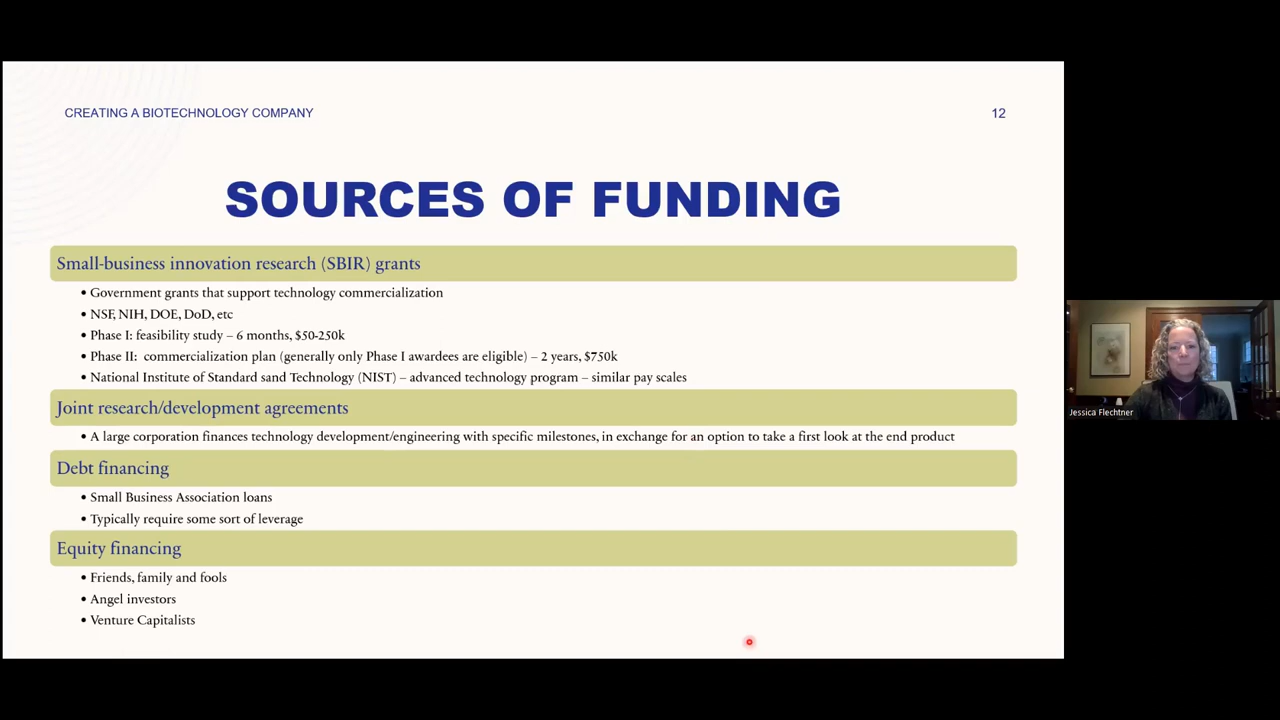 CREATING A BIOTECHNOLOGY COMPANY
12
SOURCES OF FUNDING
Small-business innovation research (SBIR) grants
• Government grants that support technology commercialization
• NSF, NIH, DOE, DoD, etc
• Phase I: feasibility study – 6 months, $50-250k
• Phase II: commercialization plan (generally only Phase I awardees are eligible) – 2 years, $750k
• National Institute of Standard sand Technology (NIST) – advanced technology program – similar pay scales
Joint research/development agreements
• A large corporation finances technology development/engineering with specific milestones, in exchange for an option to take a first look at the end product
Debt financing
• Small Business Association loans
• Typically require some sort of leverage
Equity financing
• Friends, family and fools
• Angel investors
• Venture Capitalists
Jessica Flechtner